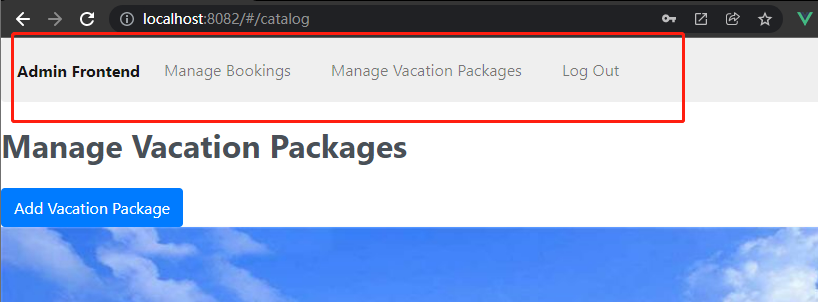 localhost:8082/#/catalog
Admin Frontend Manage Bookings Manage Vacation Packages Log Out
Manage Vacation Packages
Add Vacation Package